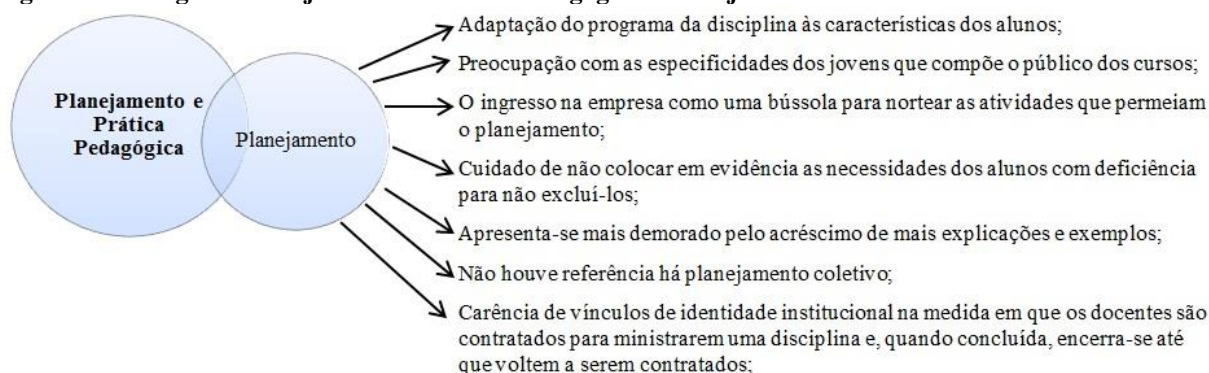 Planejamento e
Prática
Pedagógica
Planejamento
Adaptação do programa da disciplina às características dos alunos;
Preocupação com as especificidades dos jovens que compõe o público dos cursos;
O ingresso na empresa como uma bússola para nortear as atividades que permeiam
o planejamento;
Cuidado de não colocar em evidência as necessidades dos alunos com deficiência
para não excluí-los;
Apresenta-se mais demorado pelo acréscimo de mais explicações e exemplos;
Não houve referência há planejamento coletivo;
Carência de vínculos de identidade institucional na medida em que os docentes são
contratados para ministrarem uma disciplina e, quando concluída, encerra-se até
que voltem a serem contratados;